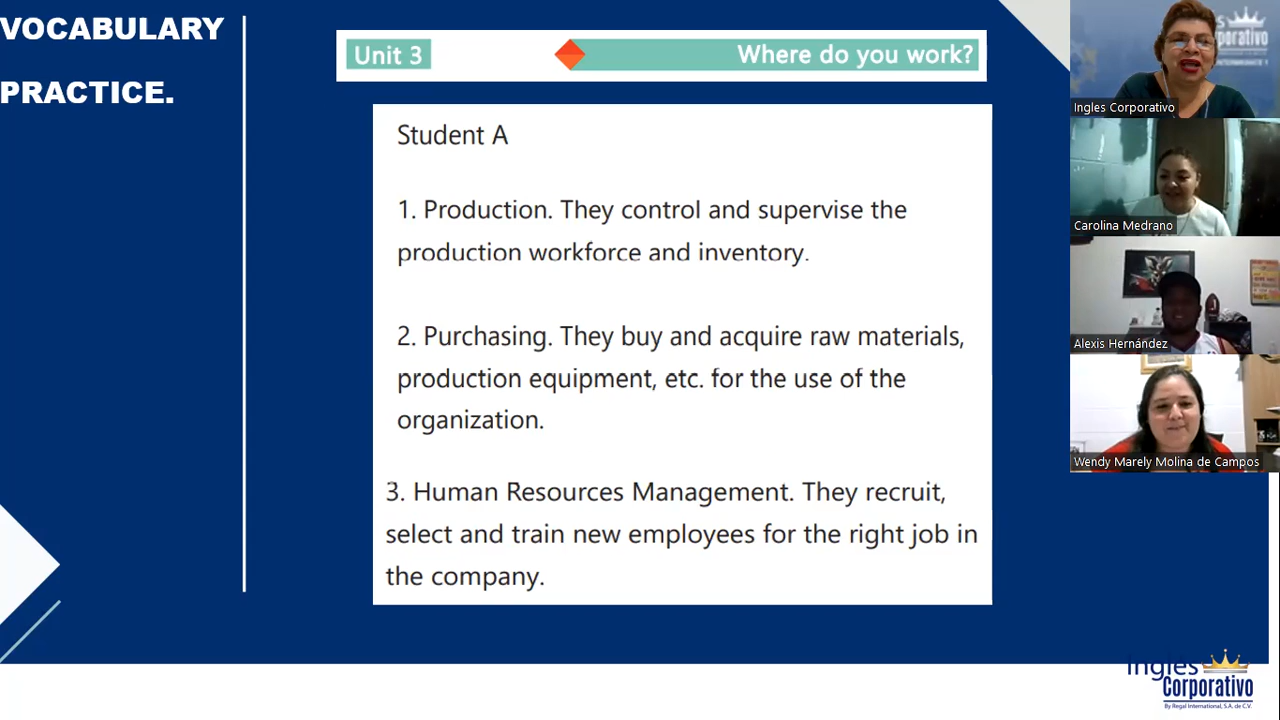 VOCABULARY
PRACTICE.
Unit 3
Where do you work?
Student A
1. Production. They control and supervise the
production workforce and inventory.
2. Purchasing. They buy and acquire raw materials,
production equipment, etc. for the use of the
organization.
3. Human Resources Management. They recruit,
select and train new employees for the right job in
the company.
Ingles Corporativo
Carolina Medrano
Alexis Hernández
Wendy Marely Molina de Campos
Inglés
Corporativo
By Regal International, S.A. de C.V.